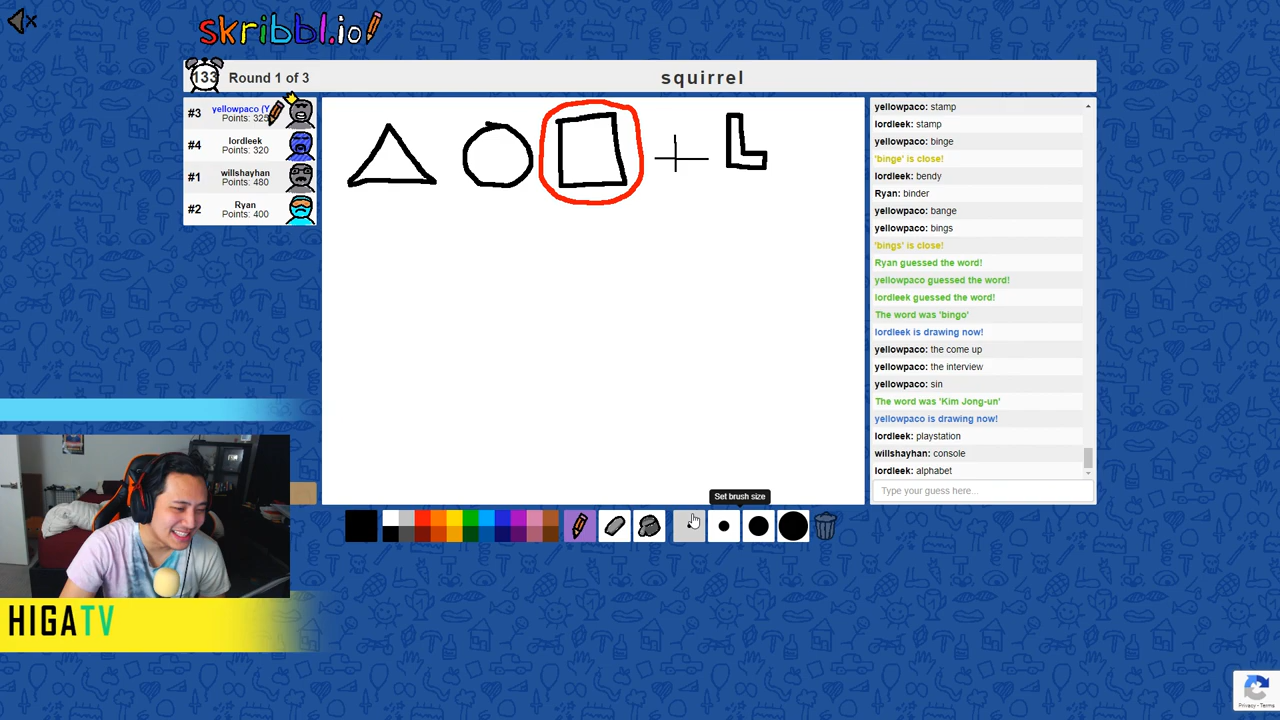 skribbl.io
133
Round 1 of 3
squirrel
#3
yellowpaco (Y
Points: 325
#4
lordleek
Points: 320
#1
willshayhan
Points: 480
#2
Ryan
Points: 400
L
yellowpaco: stamp
lordleek: stamp
yellowpaco: binge
'binge' is close!
lordleek: bendy
Ryan: binder
yellowpaco: bange
yellowpaco: bings
'bings' is close!
Ryan guessed the word!
yellowpaco guessed the word!
lordleek guessed the word!
The word was 'bingo'
lordleek is drawing now!
yellowpaco: the come up
yellowpaco: the interview
yellowpaco: sin
The word was 'Kim Jong-un'
yellowpaco is drawing now!
lordleek: playstation
willshayhan: console
lordleek: alphabet
Type your guess here...
Set brush size
HIGATV
Privacy - Terms